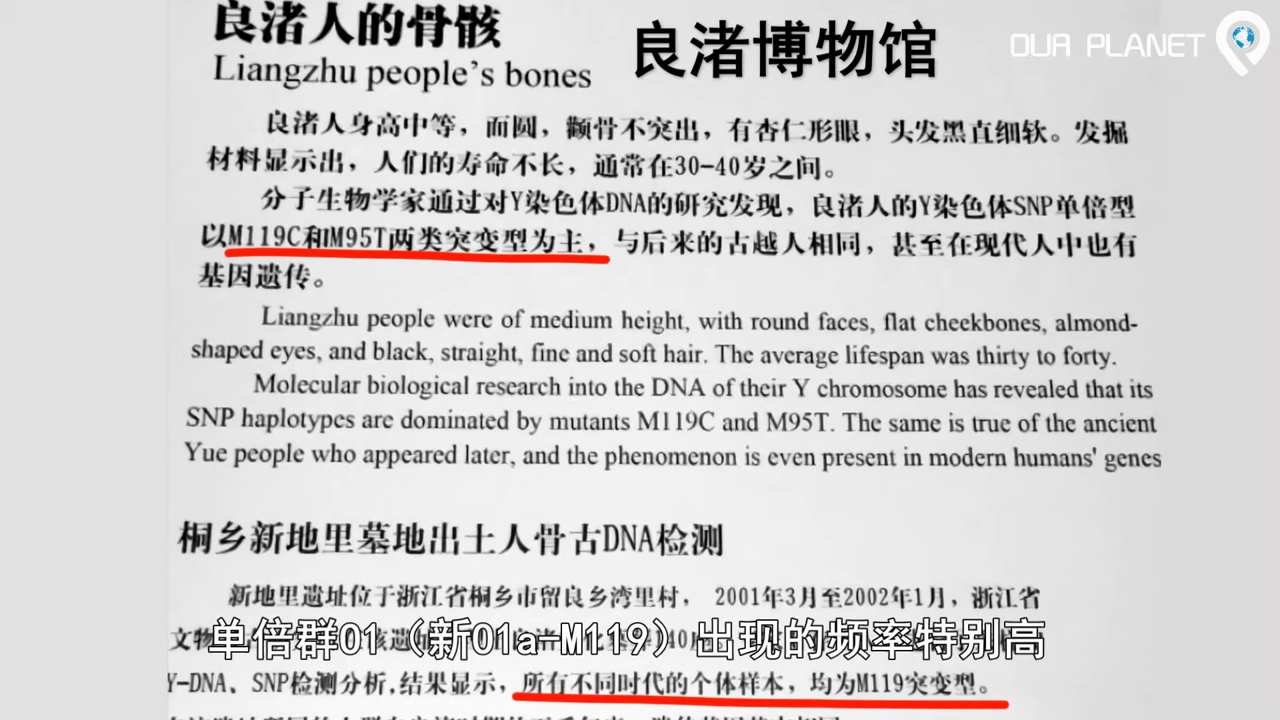 良渚人的骨骸
Liangzhu people's bones
良渚博物馆
OUR PLANET
良渚人身高中等，面圆，颧骨不突出，有杏仁形眼，头发黑直细软。发掘
材料显示出，人们的寿命不长，通常在30-40岁之间。
分子生物学家通过对Y染色体DNA的研究发现，良渚人的Y染色体SNP单倍型
以M119C和M95T两类突变型为主，与后来的古越人相同，甚至在现代人中也有
基因遗传。
Liangzhu people were of medium height, with round faces, flat cheekbones, almond-
shaped eyes, and black, straight, fine and soft hair. The average lifespan was thirty to forty.
Molecular biological research into the DNA of their Y chromosome has revealed that its
SNP haplotypes are dominated by mutants M119C and M95T. The same is true of the ancient
Yue people who appeared later, and the phenomenon is even present in modern humans' genes
桐乡新地里墓地出土人骨古DNA检测
新地里遗址位于浙江省桐乡市留良乡湾里村， 2001年3月至2002年1月，浙江省
文物
单倍群O1（新O1a-M119）出现的频率特别高
Y-DNA、SNP检测分析,结果显示，所有不同时代的个体样本，均为M119突变型。